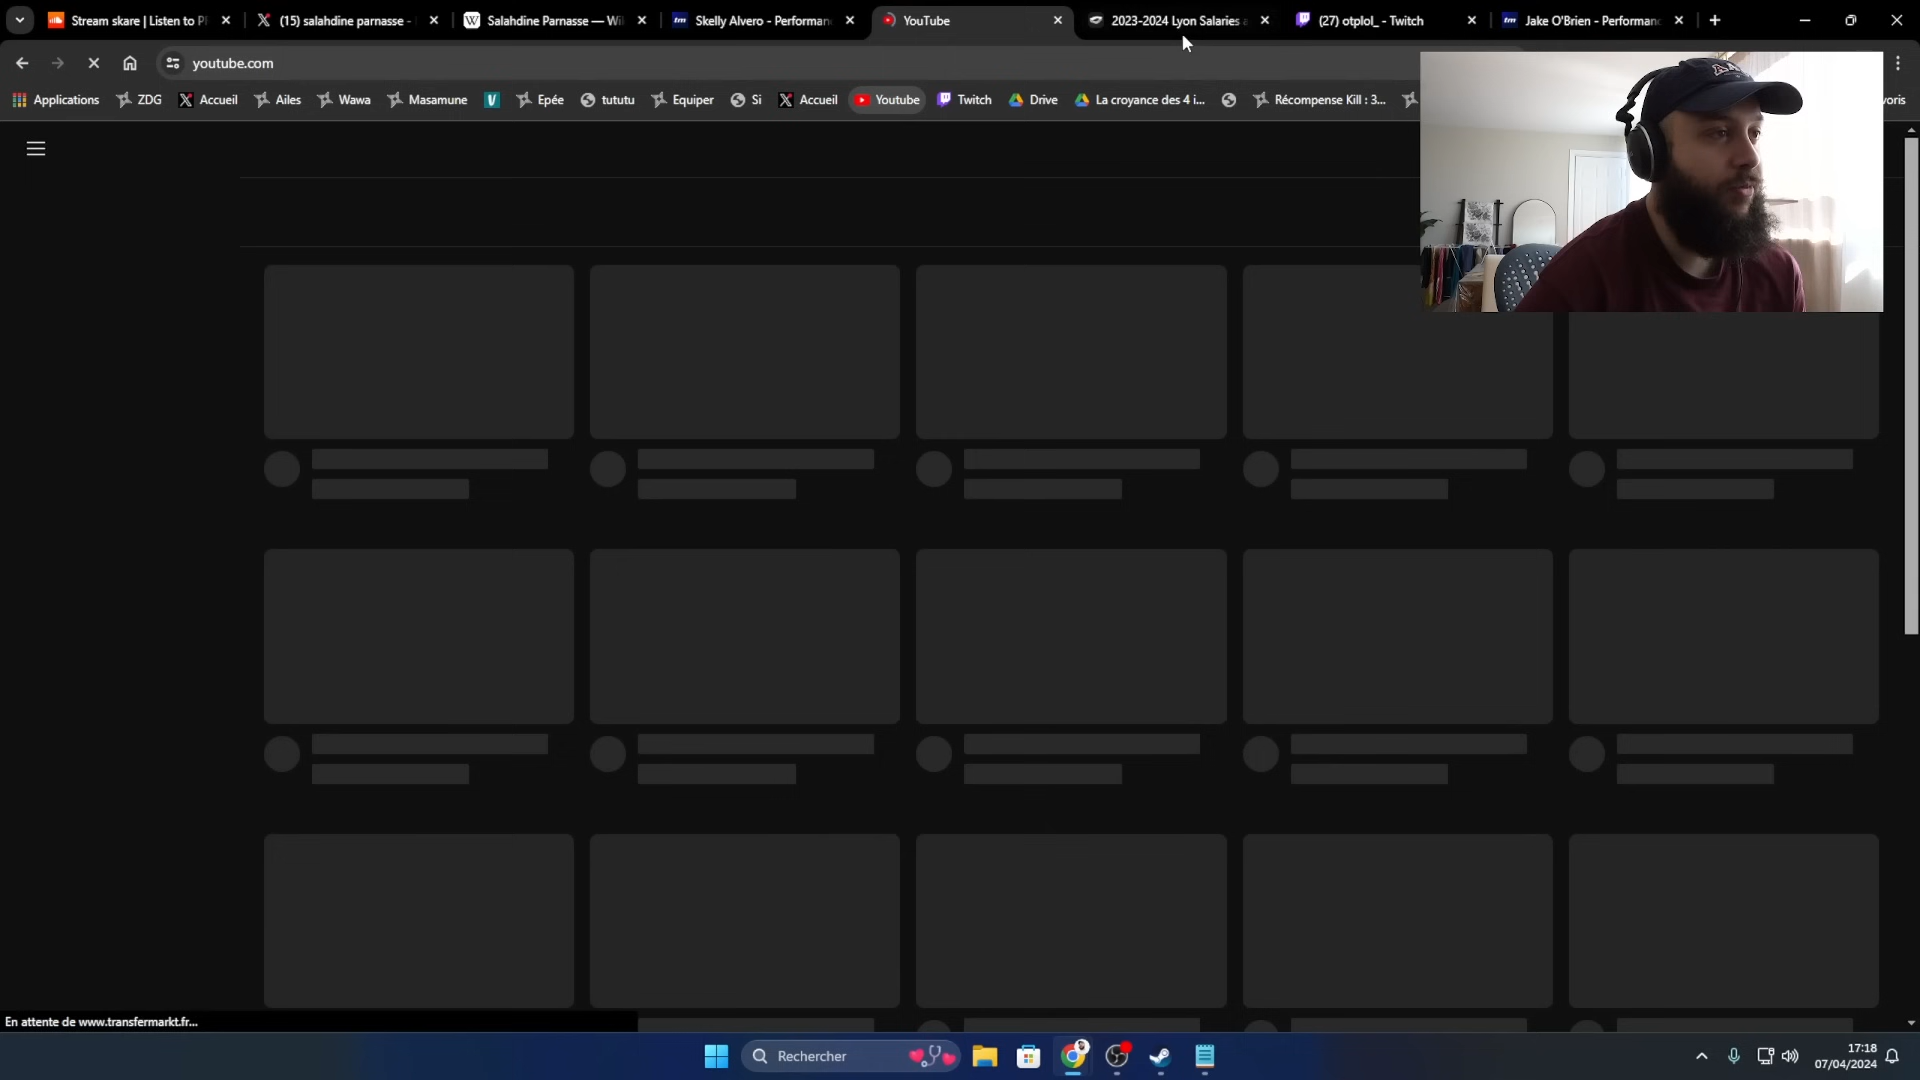 Stream skare | Listen to Pl
(15) salahdine parnasse -
Salahdine Parnasse — Wi
Skelly Alvero - Performan
YouTube
2023-2024 Lyon Salaries a
(27) otplol_ - Twitch
Jake O'Brien - Performanc
youtube.com
Applications
ZDG
Accueil
Ailes
Wawa
Masamune
Epée
tututu
Equiper
Si
Accueil
Youtube
Twitch
Drive
La croyance des 4 i...
Récompense Kill : 3...
voris
En attente de www.transfermarkt.fr...
Rechercher
17:18
07/04/2024